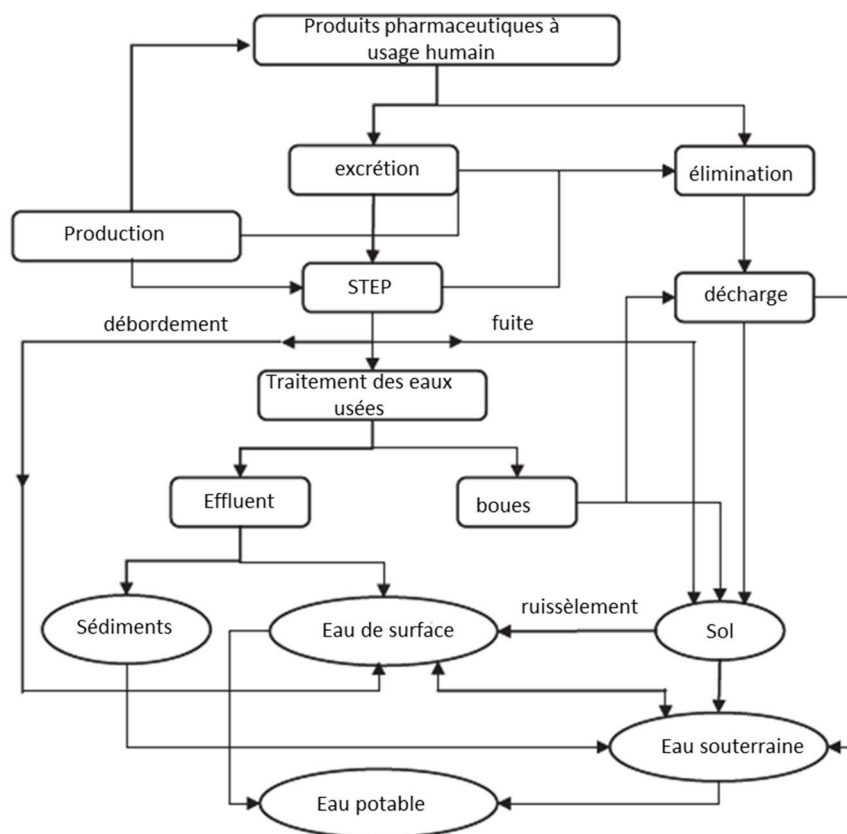 Produits pharmaceutiques à
usage humain
excrétion
élimination
Production
STEP
décharge
débordement
fuite
Traitement des eaux
usées
Effluent
boues
ruissèlement
Sédiments
Eau de surface
Sol
Eau souterraine
Eau potable